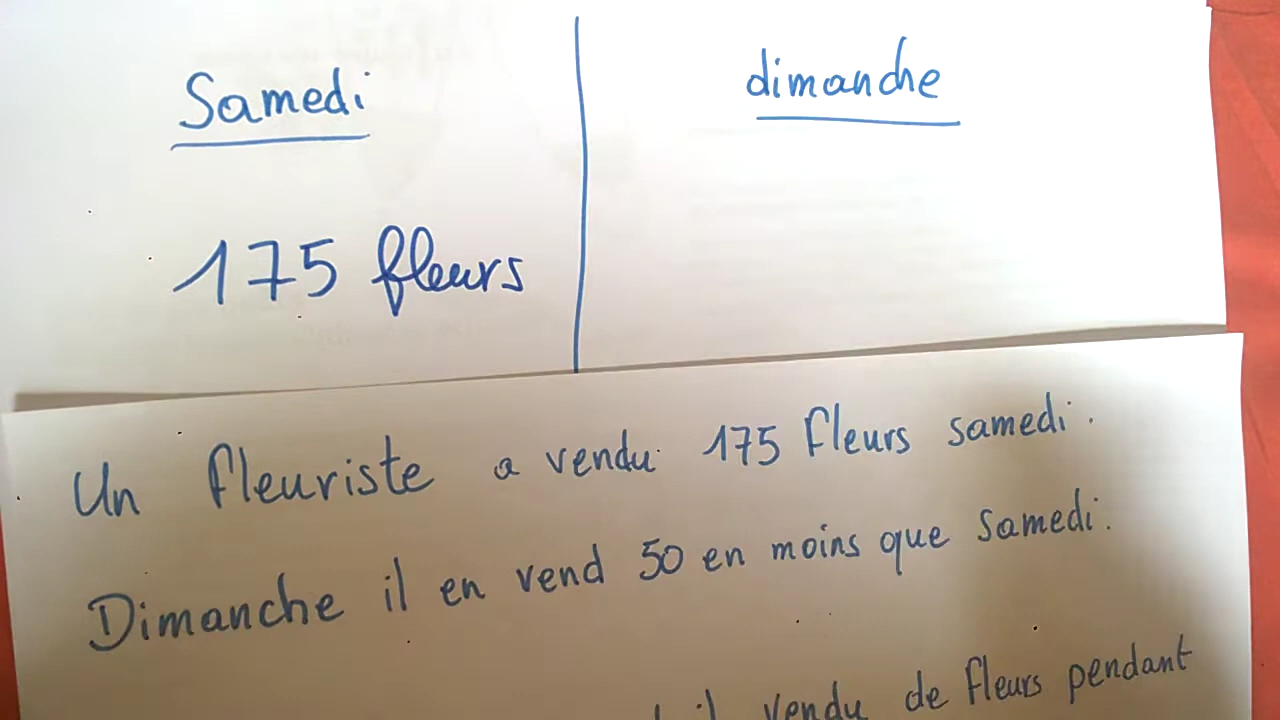 Samedi
dimanche
175 fleurs
Un fleuriste a vendu 175 fleurs samedi.
Dimanche il en vend 50 en moins que samedi.
il vendu de fleurs pendant